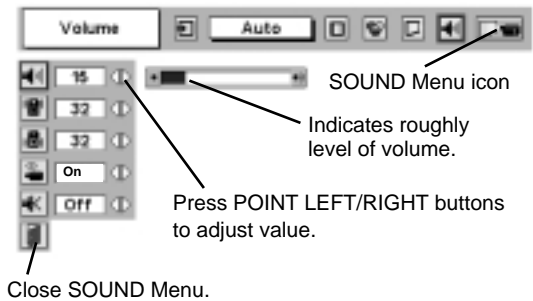 Volume
Auto
SOUND Menu icon
15
32
32
On
Off
Indicates roughly
level of volume.
Press POINT LEFT/RIGHT buttons
to adjust value.
Close SOUND Menu.